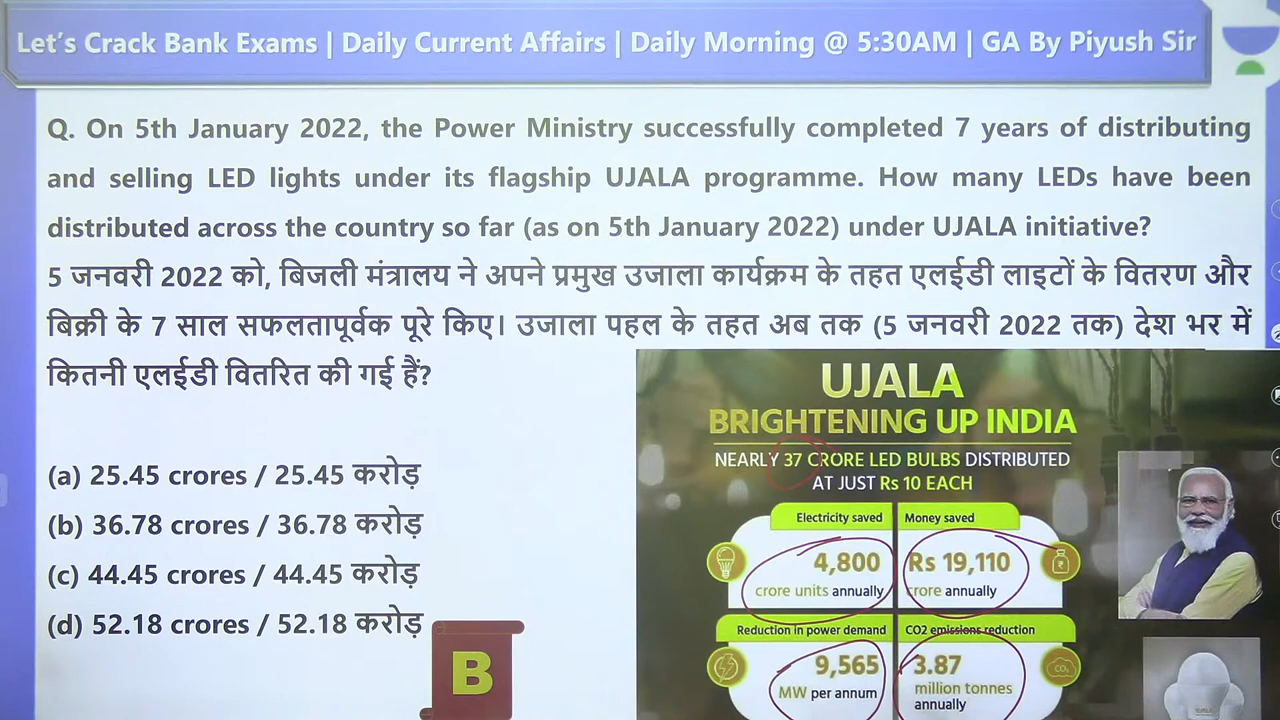 Let's Crack Bank Exams | Daily Current Affairs | Daily Morning @ 5:30AM | GA By Piyush Sir
Q. On 5th January 2022, the Power Ministry successfully completed 7 years of distributing
and selling LED lights under its flagship UJALA programme. How many LEDs have been
distributed across the country so far (as on 5th January 2022) under UJALA initiative?
5 जनवरी 2022 को, बिजली मंत्रालय ने अपने प्रमुख उजाला कार्यक्रम के तहत एलईडी लाइटों के वितरण और
बिक्री के 7 साल सफलतापूर्वक पूरे किए। उजाला पहल के तहत अब तक (5 जनवरी 2022 तक) देश भर में
कितनी एलईडी वितरित की गई हैं?
(a) 25.45 crores / 25.45 करोड़
(b) 36.78 crores / 36.78 करोड़
(c) 44.45 crores / 44.45 करोड़
(d) 52.18 crores / 52.18 करोड़
B
UJALA
BRIGHTENING UP INDIA
NEARLY 37 CRORE LED BULBS DISTRIBUTED
AT JUST Rs 10 EACH
Electricity saved
4,800
crore units annually
Money saved
Rs 19,110
crore annually
Reduction in power demand
9,565
MW per annum
CO2 emissions reduction
3.87
million tonnes
annually
CO2